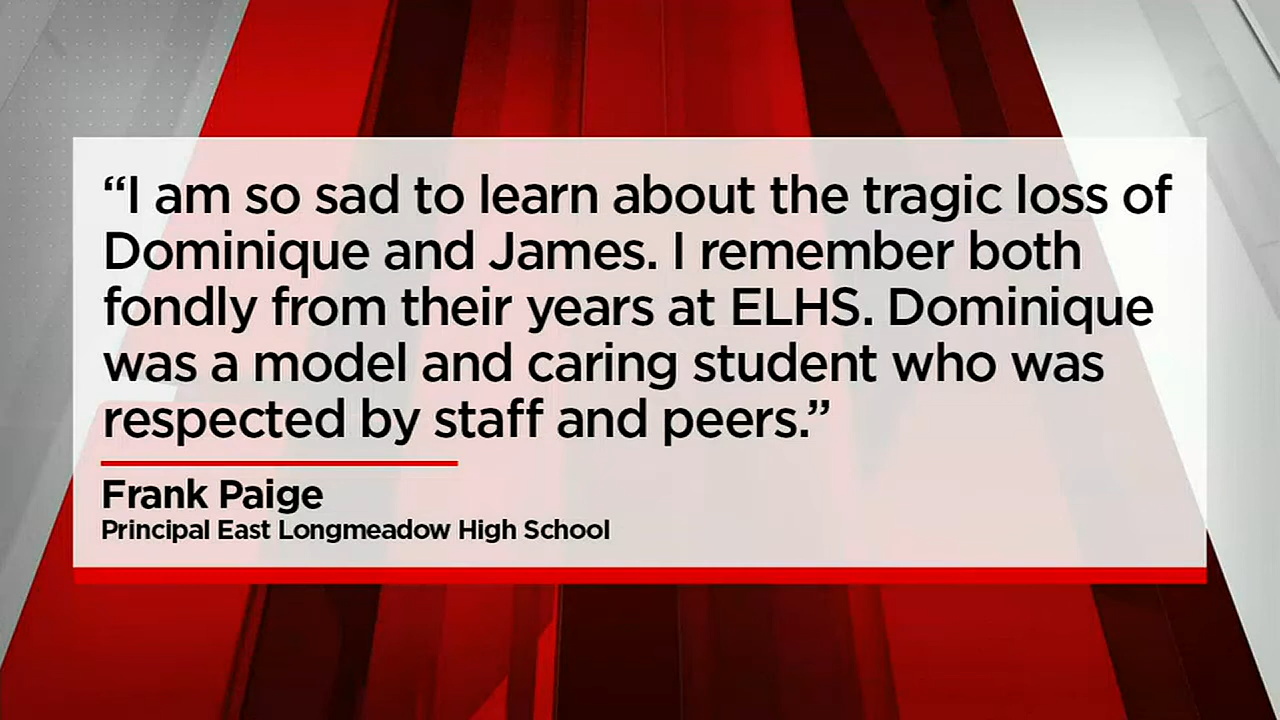 “I am so sad to learn about the tragic loss of
Dominique and James. I remember both
fondly from their years at ELHS. Dominique
was a model and caring student who was
respected by staff and peers.”
Frank Paige
Principal East Longmeadow High School